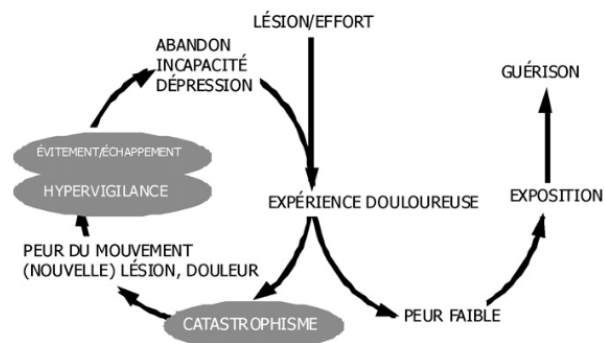 LÉSION/EFFORT
ABANDON
INCAPACITÉ
DÉPRESSION
GUÉRISON
ÉVITEMENT/ÉCHAPPEMENT
HYPERVIGILANCE
EXPÉRIENCE DOULOUREUSE
EXPOSITION
PEUR DU MOUVEMENT
(NOUVELLE) LÉSION, DOULEUR
CATASTROPHISME
PEUR FAIBLE